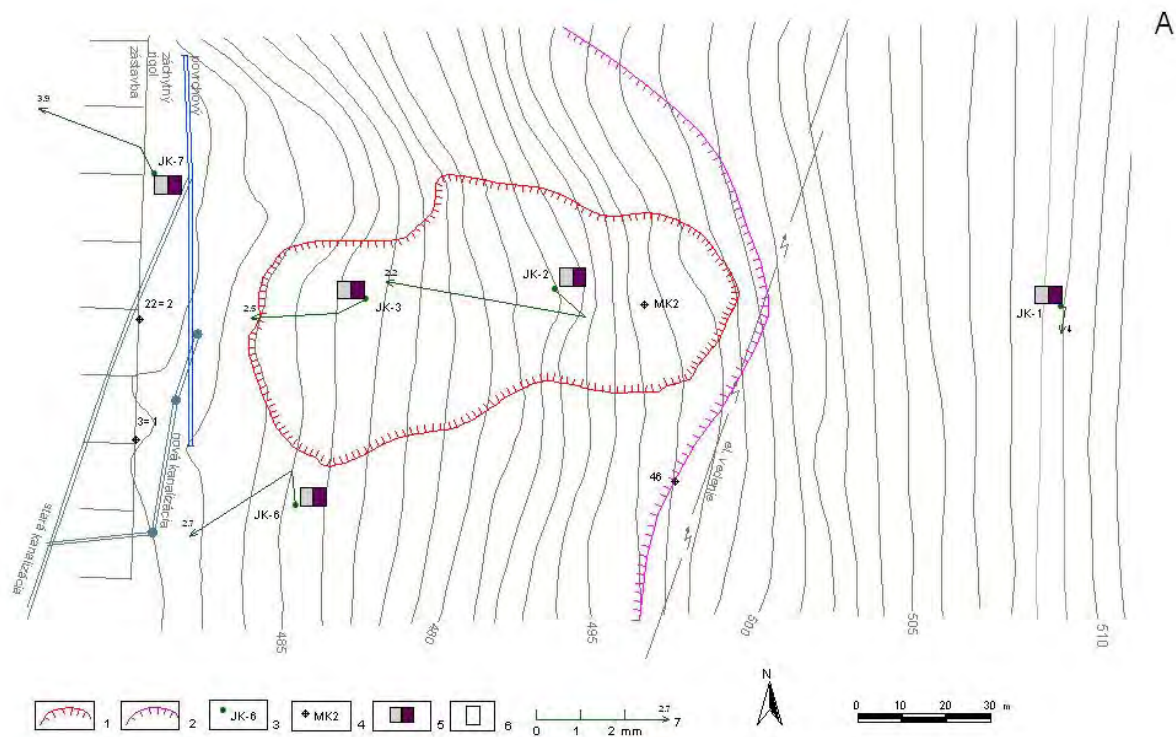 A
zástavba
záchytný
rigol
povrchový
3.9
JK-7
22= 2
3= 1
stará kanalizácia
nová kanalizácia
2.5
JK-3
2.2
JK-2
MK2
JK-6
2.7
46
el. vedenie
JK-1
485
480
495
500
505
510
1
2
JK-6
3
MK2
4
5
6
2.7
7
0 1 2 mm
N
0 10 20 30 m